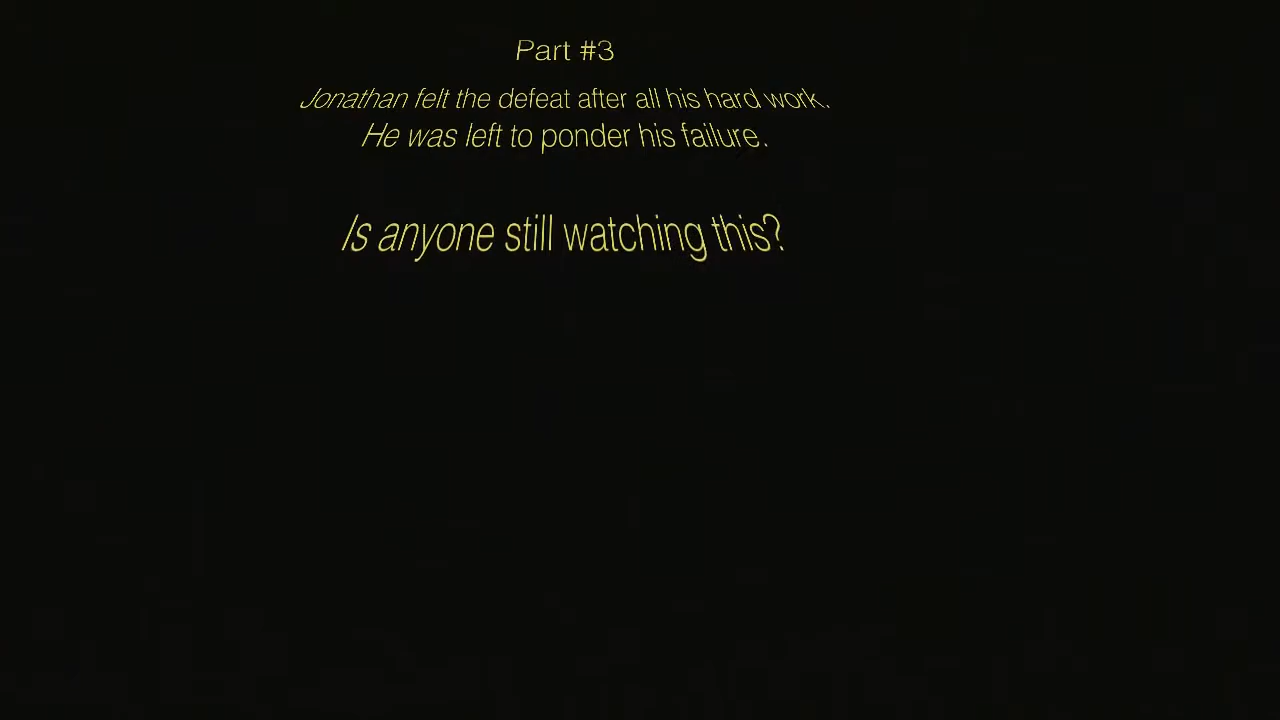 Part #3
Jonathan felt the defeat after all his hard work.
He was left to ponder his failure.
Is anyone still watching this?